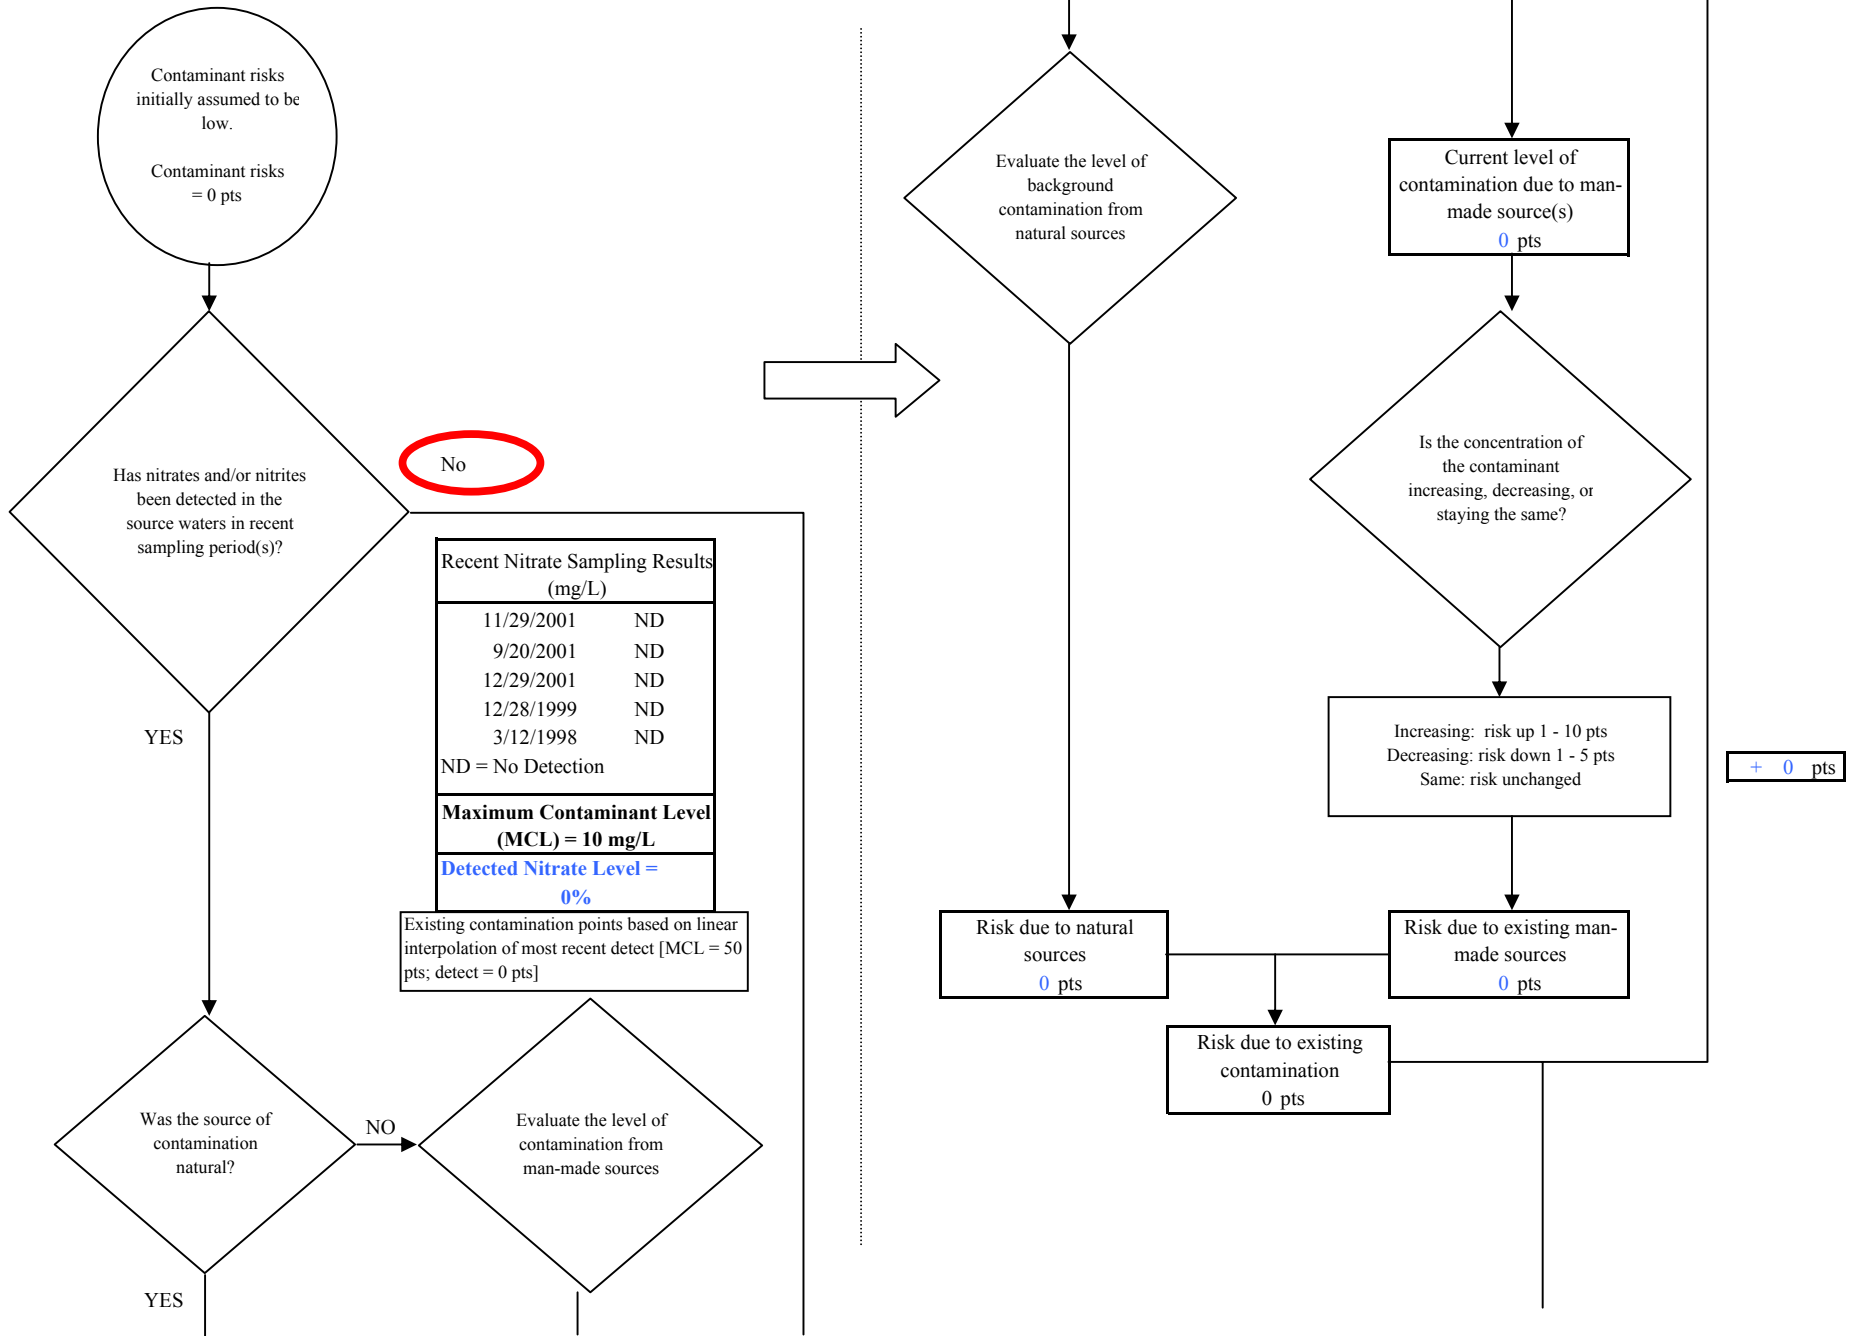 Contaminant risks
initially assumed to be
low.
Contaminant risks
= 0 pts
Has nitrates and/or nitrites
been detected in the
source waters in recent
sampling period(s)?
No
YES
Recent Nitrate Sampling Results
(mg/L)
11/29/2001 ND
9/20/2001 ND
12/29/2001 ND
12/28/1999 ND
3/12/1998 ND
ND = No Detection
Maximum Contaminant Level
(MCL) = 10 mg/L
Detected Nitrate Level =
0%
Existing contamination points based on linear
interpolation of most recent detect [MCL = 50
pts; detect = 0 pts]
Was the source of
contamination
natural?
NO
YES
Evaluate the level of
contamination from
man-made sources
Evaluate the level of
background
contamination from
natural sources
Current level of
contamination due to man-
made source(s)
0 pts
Is the concentration of
the contaminant
increasing, decreasing, or
staying the same?
Increasing: risk up 1 - 10 pts
Decreasing: risk down 1 - 5 pts
Same: risk unchanged
+ 0 pts
Risk due to natural
sources
0 pts
Risk due to existing man-
made sources
0 pts
Risk due to existing
contamination
0 pts